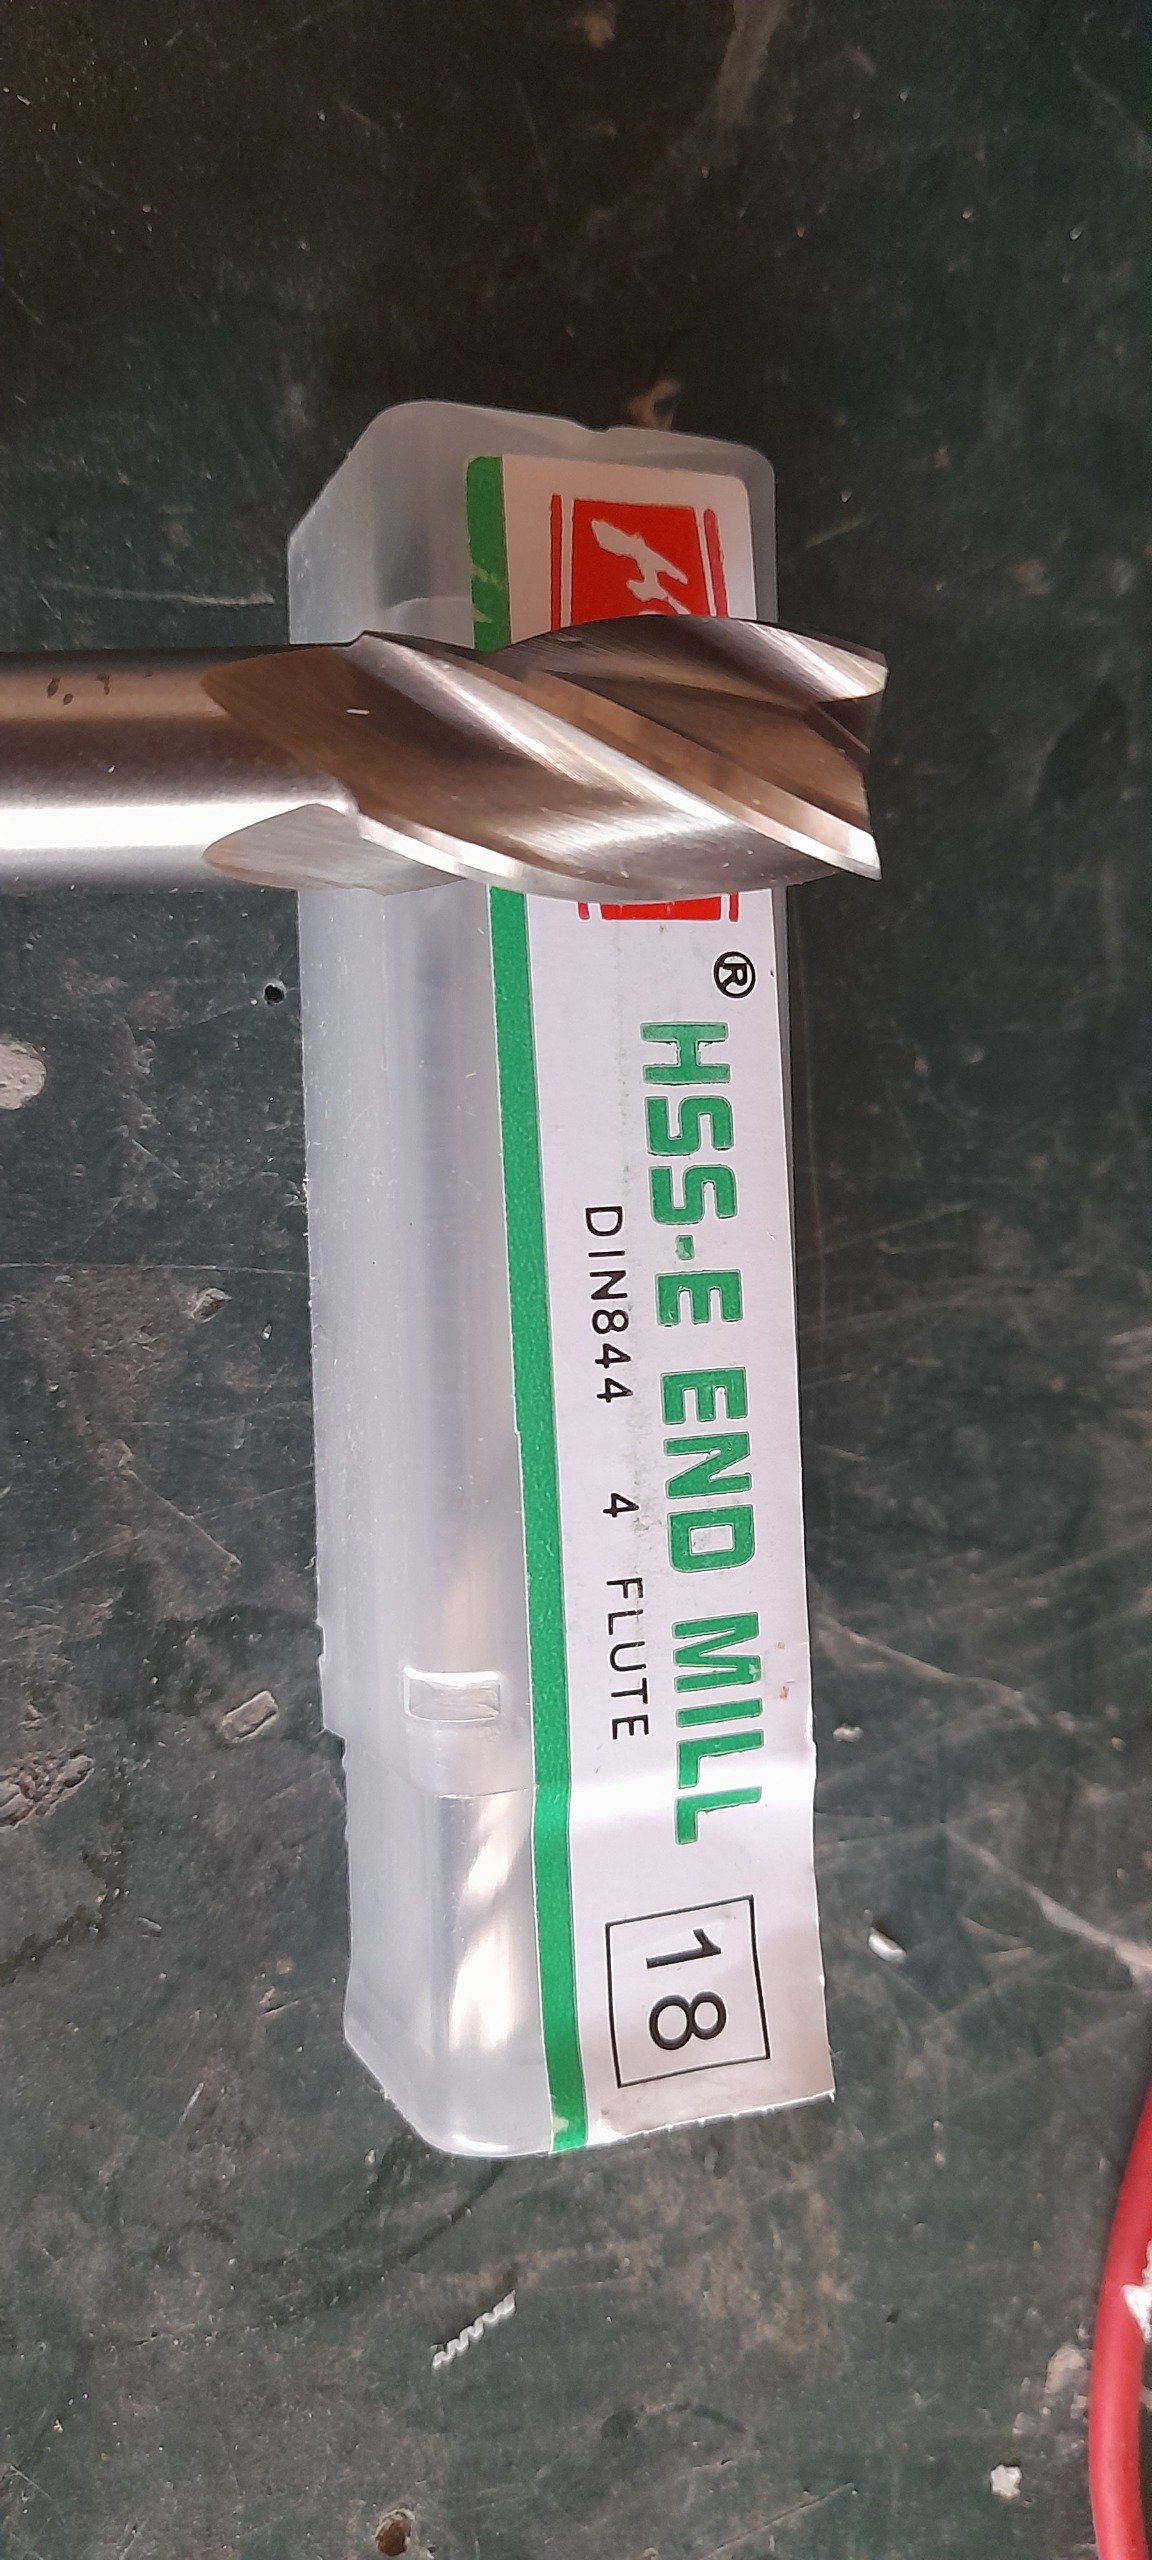 ®
HSS-E END MILL
DIN844 4 FLUTE
18